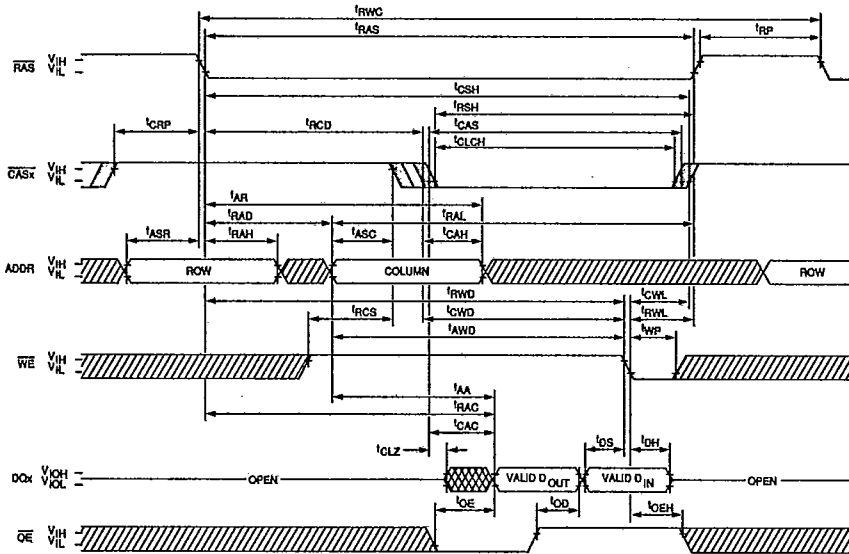 tRWC
tRAS
tRP
RAS VIH
VIL
tCSH
tRSH
tCRP
tRCD
tCAS
tCLCH
CASx VIH
VIL
tAR
tRAD
tRAL
tASR
tRAH
tASC
tCAH
ADDR VIH
VIL
ROW
COLUMN
ROW
tRWD
tCWL
tRCS
tCWD
tRWL
tAWD
tWP
WE VIH
VIL
tAA
tRAC
tCAC
tCLZ
tDS
tDH
DQx VIOH
VIOL
OPEN
VALID DOUT
VALID DIN
OPEN
tOE
tOD
tOEH
OE VIH
VIL